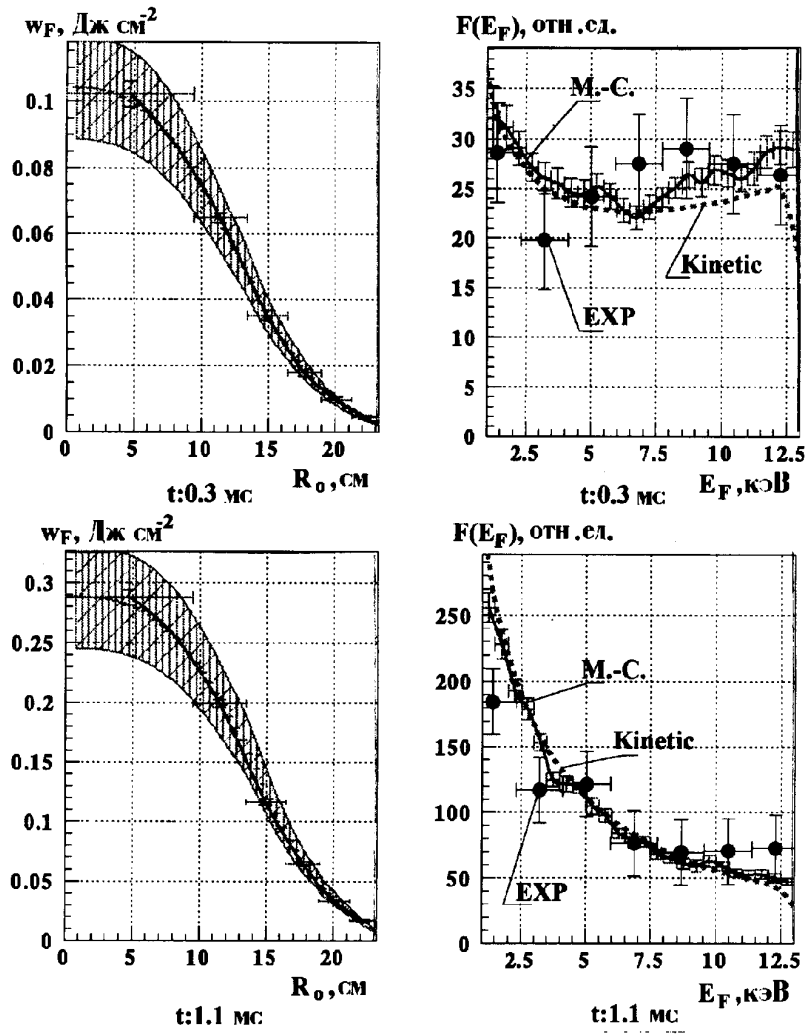 w_F, Дж см^-2
0.1
0.08
0.06
0.04
0.02
0
0 5 10 15 20
R_o, см
t:0.3 мс
F(E_F), отн.ед.
35
30
25
20
15
10
5
0
M.-C.
Kinetic
EXP
2.5 5 7.5 10 12.5
t:0.3 мс E_F, кэВ
w_F, Дж см^-2
0.3
0.25
0.2
0.15
0.1
0.05
0
0 5 10 15 20
R_o, см
t:1.1 мс
F(E_F), отн.ед.
250
200
150
100
50
0
M.-C.
Kinetic
EXP
2.5 5 7.5 10 12.5
t:1.1 мс E_F, кэВ